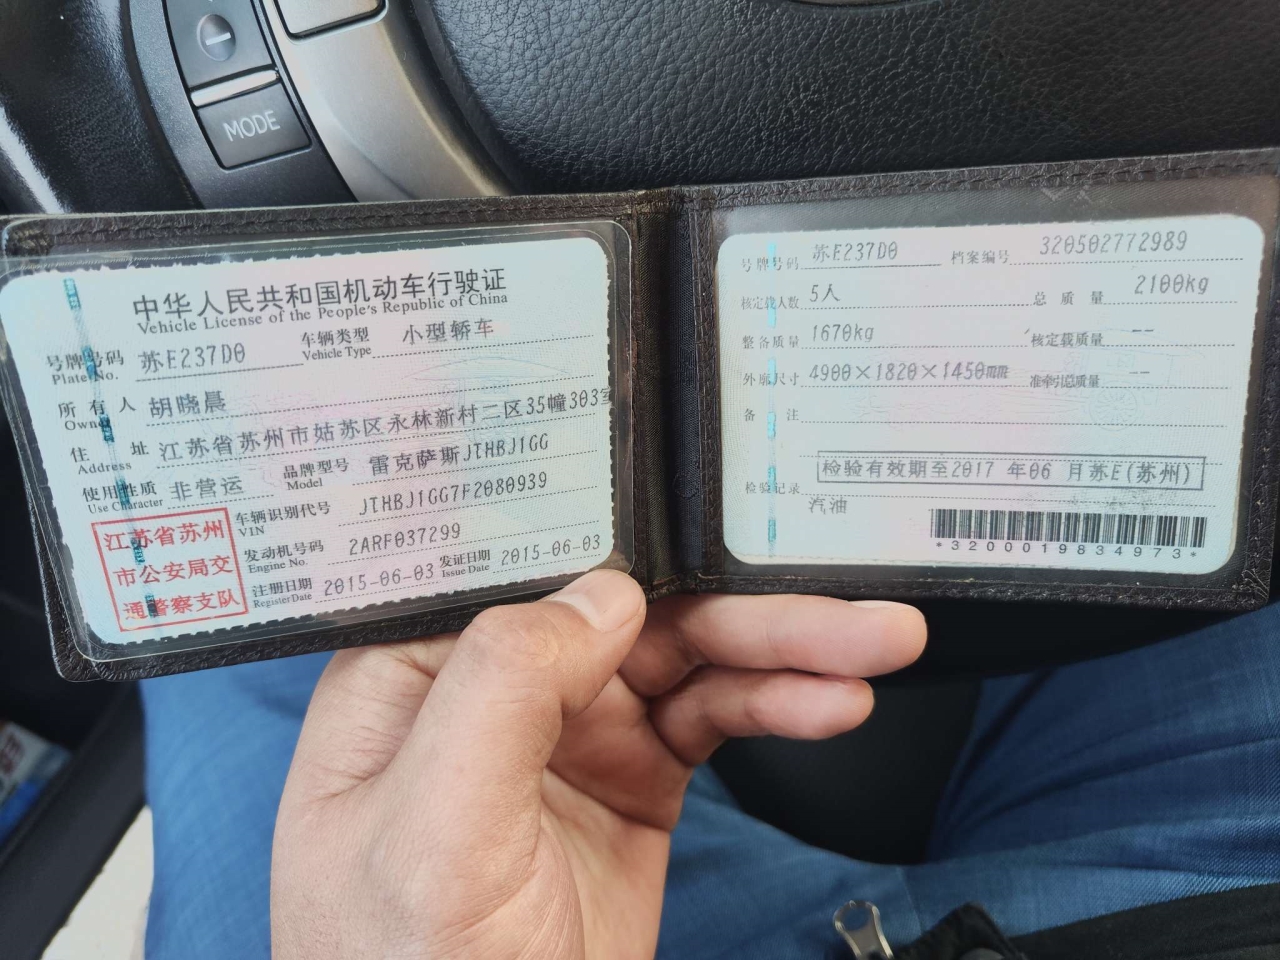 MODE
中华人民共和国机动车行驶证
Vehicle License of the People's Republic of China
号牌号码 苏E237D0 车辆类型 小型轿车
Plate No. Vehicle Type
所有人 胡晓晨
Owner
住址 江苏省苏州市姑苏区永林新村二区35幢303室
Address
使用性质 非营运 品牌型号 雷克萨斯JTHBJ1GG
Use Character Model
车辆识别代号 JTHBJ1GG7F2080939
VIN
发动机号码 2ARF037299
Engine No.
注册日期 2015-06-03 发证日期 2015-06-03
Register Date Issue Date
江苏省苏州
市公安局交
通警察支队
号牌号码 苏E237D0 档案编号 320502772989
核定载人数 5人 总质量 2100kg
整备质量 1670kg 核定载质量 --
外廓尺寸 4900×1820×1450mm 准牵引总质量 --
备注
检验有效期至2017 年06 月苏E(苏州)
检验记录
汽油
*3200019834973*